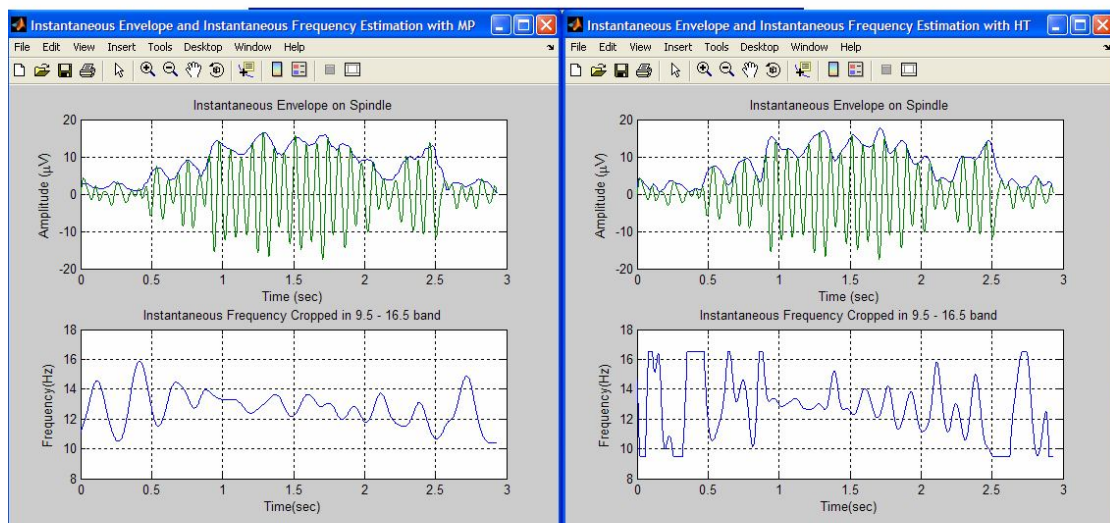 Instantaneous Envelope and Instantaneous Frequency Estimation with MP
File Edit View Insert Tools Desktop Window Help
Instantaneous Envelope on Spindle
20
10
0
-10
-20
Amplitude (μV)
0 0.5 1 1.5 2 2.5 3
Time (sec)
Instantaneous Frequency Cropped in 9.5 - 16.5 band
18
16
14
12
10
8
Frequency(Hz)
0 0.5 1 1.5 2 2.5 3
Time(sec)
Instantaneous Envelope and Instantaneous Frequency Estimation with HT
File Edit View Insert Tools Desktop Window Help
Instantaneous Envelope on Spindle
20
10
0
-10
-20
Amplitude (μV)
0 0.5 1 1.5 2 2.5 3
Time (sec)
Instantaneous Frequency Cropped in 9.5 - 16.5 band
18
16
14
12
10
8
Frequency(Hz)
0 0.5 1 1.5 2 2.5 3
Time(sec)